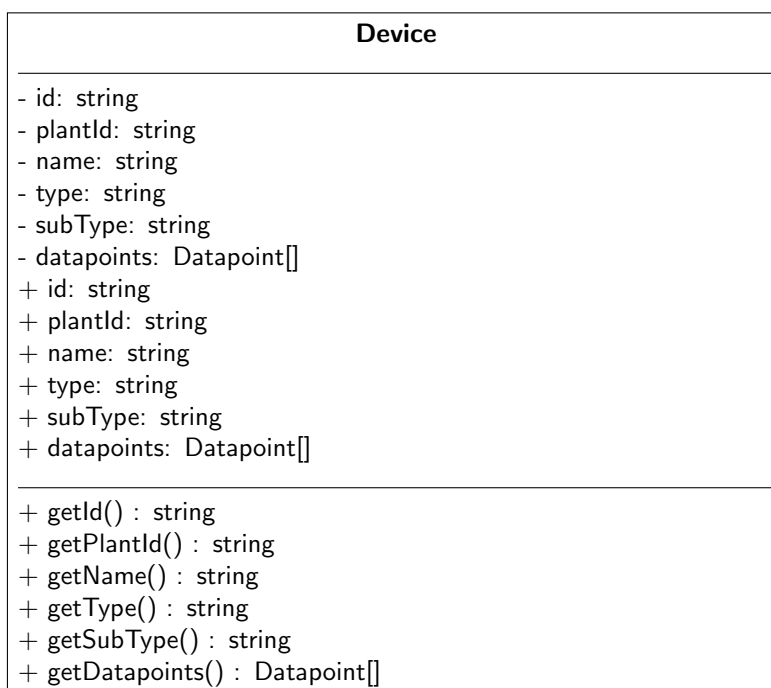 Device
- id: string
- plantId: string
- name: string
- type: string
- subType: string
- datapoints: Datapoint[]
+ id: string
+ plantId: string
+ name: string
+ type: string
+ subType: string
+ datapoints: Datapoint[]
+ getId() : string
+ getPlantId() : string
+ getName() : string
+ getType() : string
+ getSubType() : string
+ getDatapoints() : Datapoint[]